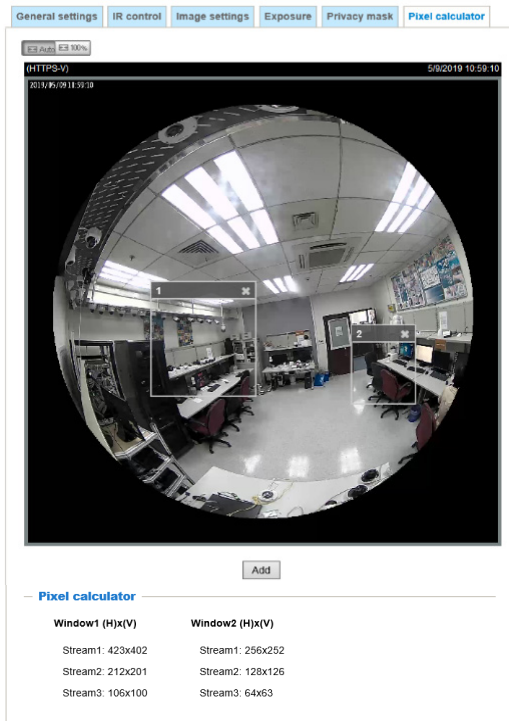 General settings IR control Image settings Exposure Privacy mask Pixel calculator
Auto 100%
(HTTPS-V) 5/9/2019 10:59:10
2019/05/09 10:59:10
1
2
Add
Pixel calculator
Window1 (H)x(V) Window2 (H)x(V)
Stream1: 423x402 Stream1: 256x252
Stream2: 212x201 Stream2: 128x126
Stream3: 106x100 Stream3: 64x63